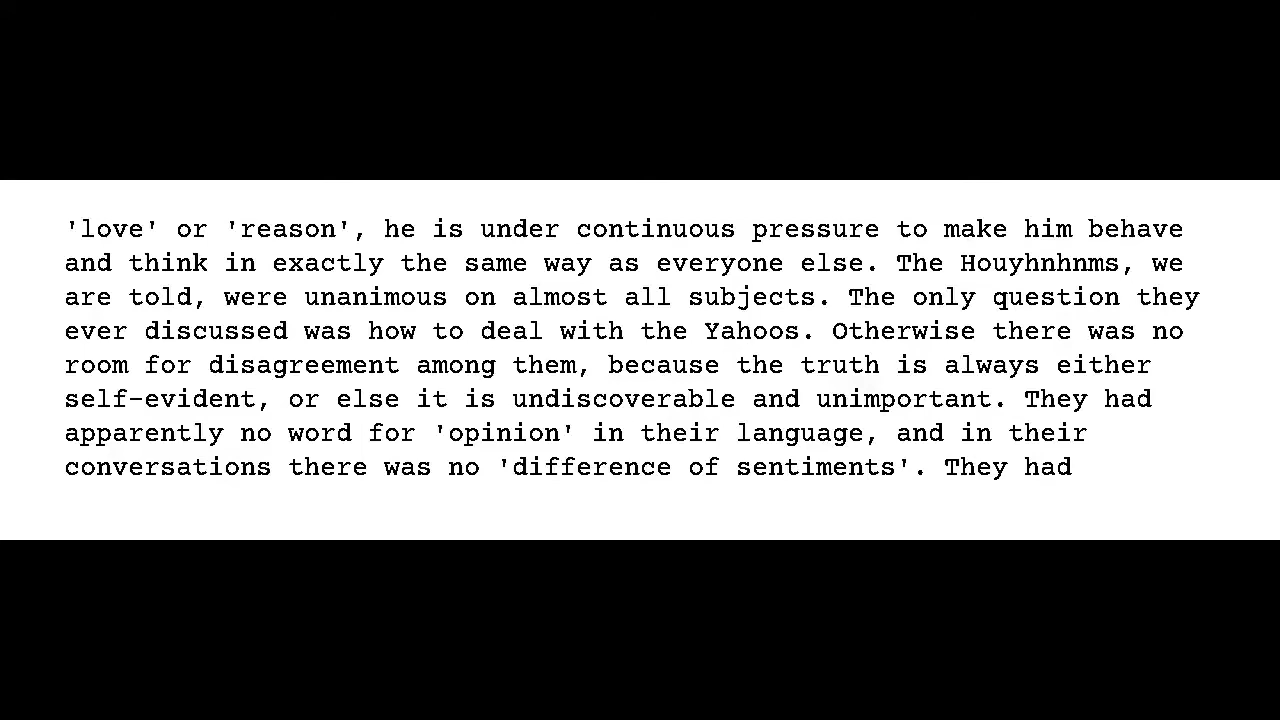 'love' or 'reason', he is under continuous pressure to make him behave
and think in exactly the same way as everyone else. The Houyhnhnms, we
are told, were unanimous on almost all subjects. The only question they
ever discussed was how to deal with the Yahoos. Otherwise there was no
room for disagreement among them, because the truth is always either
self-evident, or else it is undiscoverable and unimportant. They had
apparently no word for 'opinion' in their language, and in their
conversations there was no 'difference of sentiments'. They had